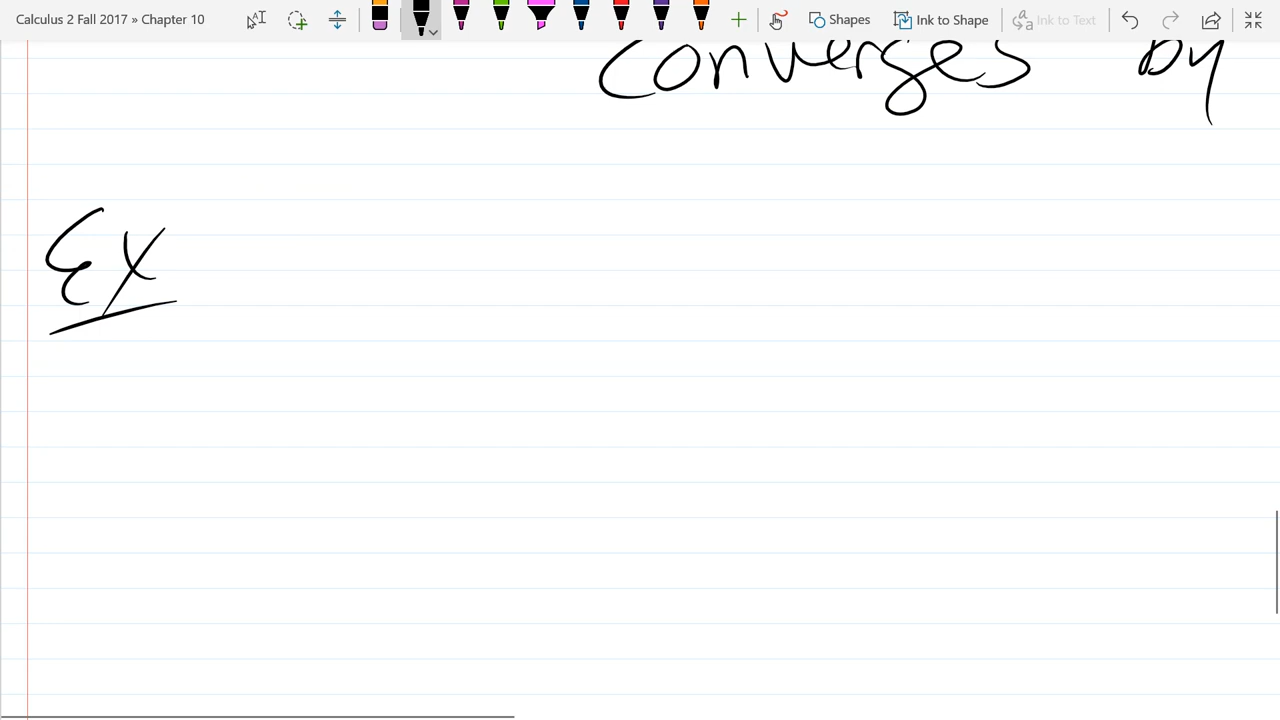 Calculus 2 Fall 2017 » Chapter 10
Shapes
Ink to Shape
Ink to Text
Converges by
Ex